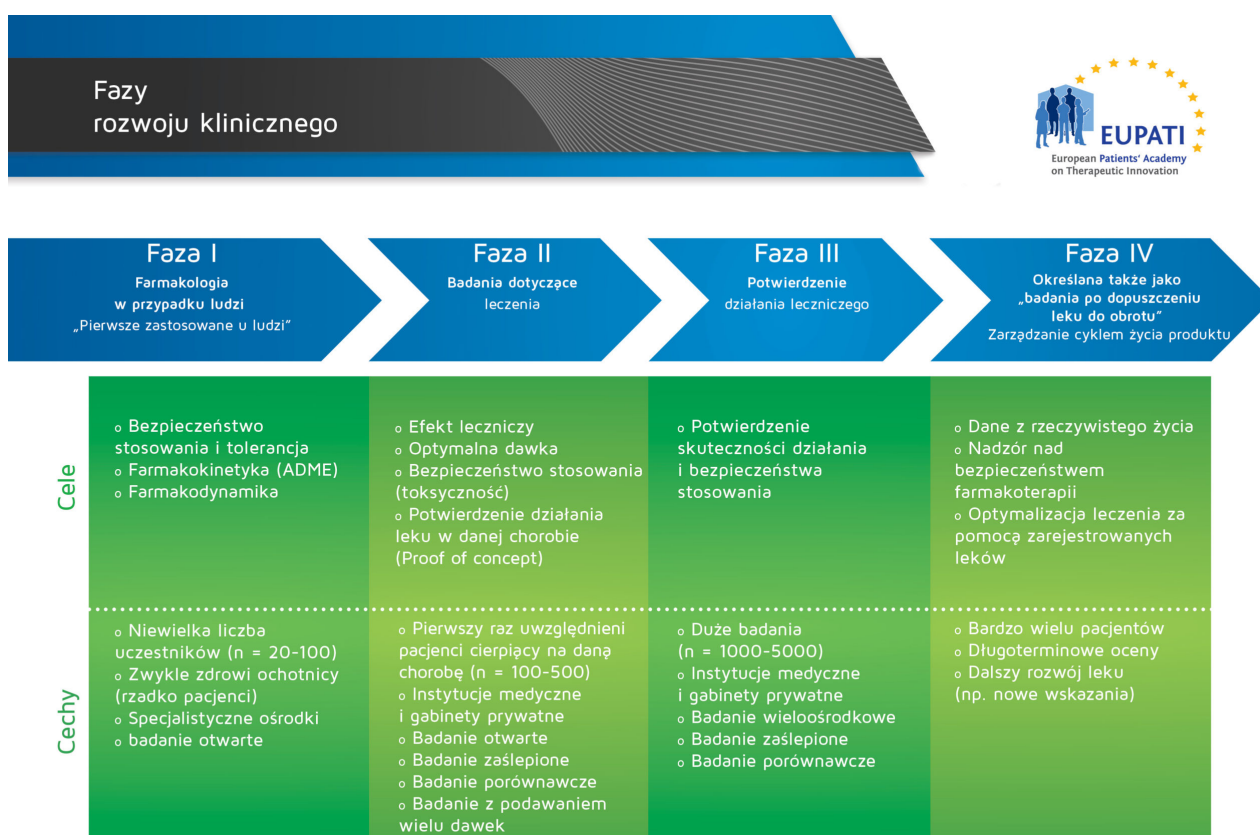 Fazy
rozwoju klinicznego
EUPATI
European Patients' Academy
on Therapeutic Innovation
Faza I
Farmakologia
w przypadku ludzi
„Pierwsze zastosowane u ludzi”
Faza II
Badania dotyczące
leczenia
Faza III
Potwierdzenie
działania leczniczego
Faza IV
Określana także jako
„badania po dopuszczeniu
leku do obrotu”
Zarządzanie cyklem życia produktu
Cele
o Bezpieczeństwo
stosowania i tolerancja
o Farmakokinetyka (ADME)
o Farmakodynamika
o Efekt leczniczy
o Optymalna dawka
o Bezpieczeństwo stosowania
(toksyczność)
o Potwierdzenie działania
leku w danej chorobie
(Proof of concept)
o Potwierdzenie
skuteczności działania
i bezpieczeństwa
stosowania
o Dane z rzeczywistego życia
o Nadzór nad
bezpieczeństwem
farmakoterapii
o Optymalizacja leczenia za
pomocą zarejestrowanych
leków
Cechy
o Niewielka liczba
uczestników (n = 20-100)
o Zwykle zdrowi ochotnicy
(rzadko pacjenci)
o Specjalistyczne ośrodki
o badanie otwarte
o Pierwszy raz uwzględnieni
pacjenci cierpiący na daną
chorobę (n = 100-500)
o Instytucje medyczne
i gabinety prywatne
o Badanie otwarte
o Badanie zaślepione
o Badanie porównawcze
o Badanie z podawaniem
wielu dawek
o Duże badania
(n = 1000-5000)
o Instytucje medyczne
i gabinety prywatne
o Badanie wieloośrodkowe
o Badanie zaślepione
o Badanie porównawcze
o Bardzo wielu pacjentów
o Długoterminowe oceny
o Dalszy rozwój leku
(np. nowe wskazania)